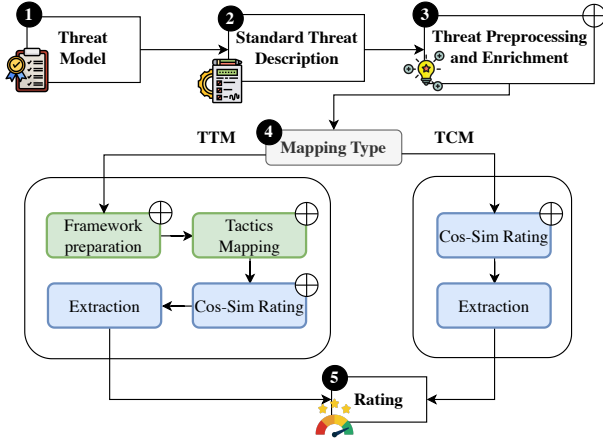 1
Threat
Model
2
Standard Threat
Description
3
Threat Preprocessing
and Enrichment
4
Mapping Type
TTM
TCM
Framework
preparation
Tactics
Mapping
Extraction
Cos-Sim Rating
Cos-Sim Rating
Extraction
5
Rating